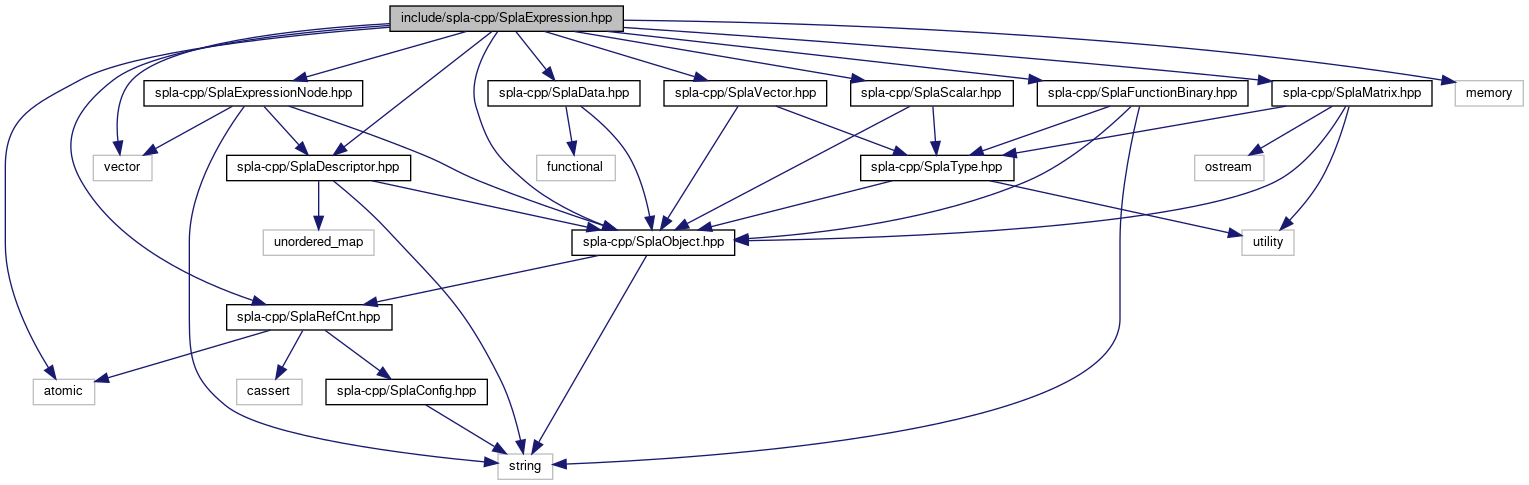 include/spla-cpp/SplaExpression.hpp
spla-cpp/SplaExpressionNode.hpp
spla-cpp/SplaData.hpp
spla-cpp/SplaVector.hpp
spla-cpp/SplaScalar.hpp
spla-cpp/SplaFunctionBinary.hpp
spla-cpp/SplaMatrix.hpp
memory
vector
spla-cpp/SplaDescriptor.hpp
functional
spla-cpp/SplaType.hpp
ostream
unordered_map
spla-cpp/SplaObject.hpp
utility
spla-cpp/SplaRefCnt.hpp
atomic
cassert
spla-cpp/SplaConfig.hpp
string